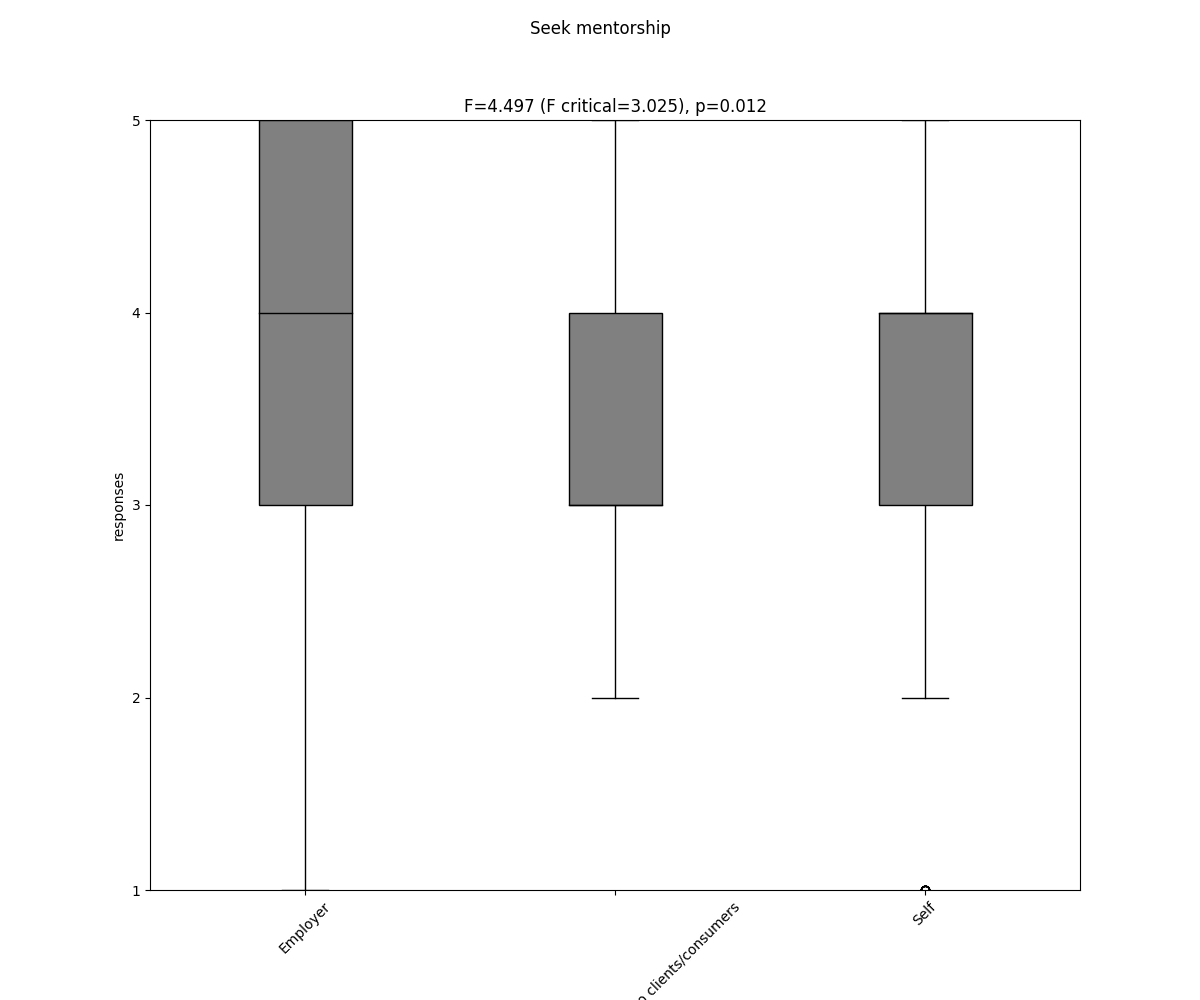 Seek mentorship
F=4.497 (F critical=3.025), p=0.012
responses
5
4
3
2
1
Employer
clients/consumers
Self